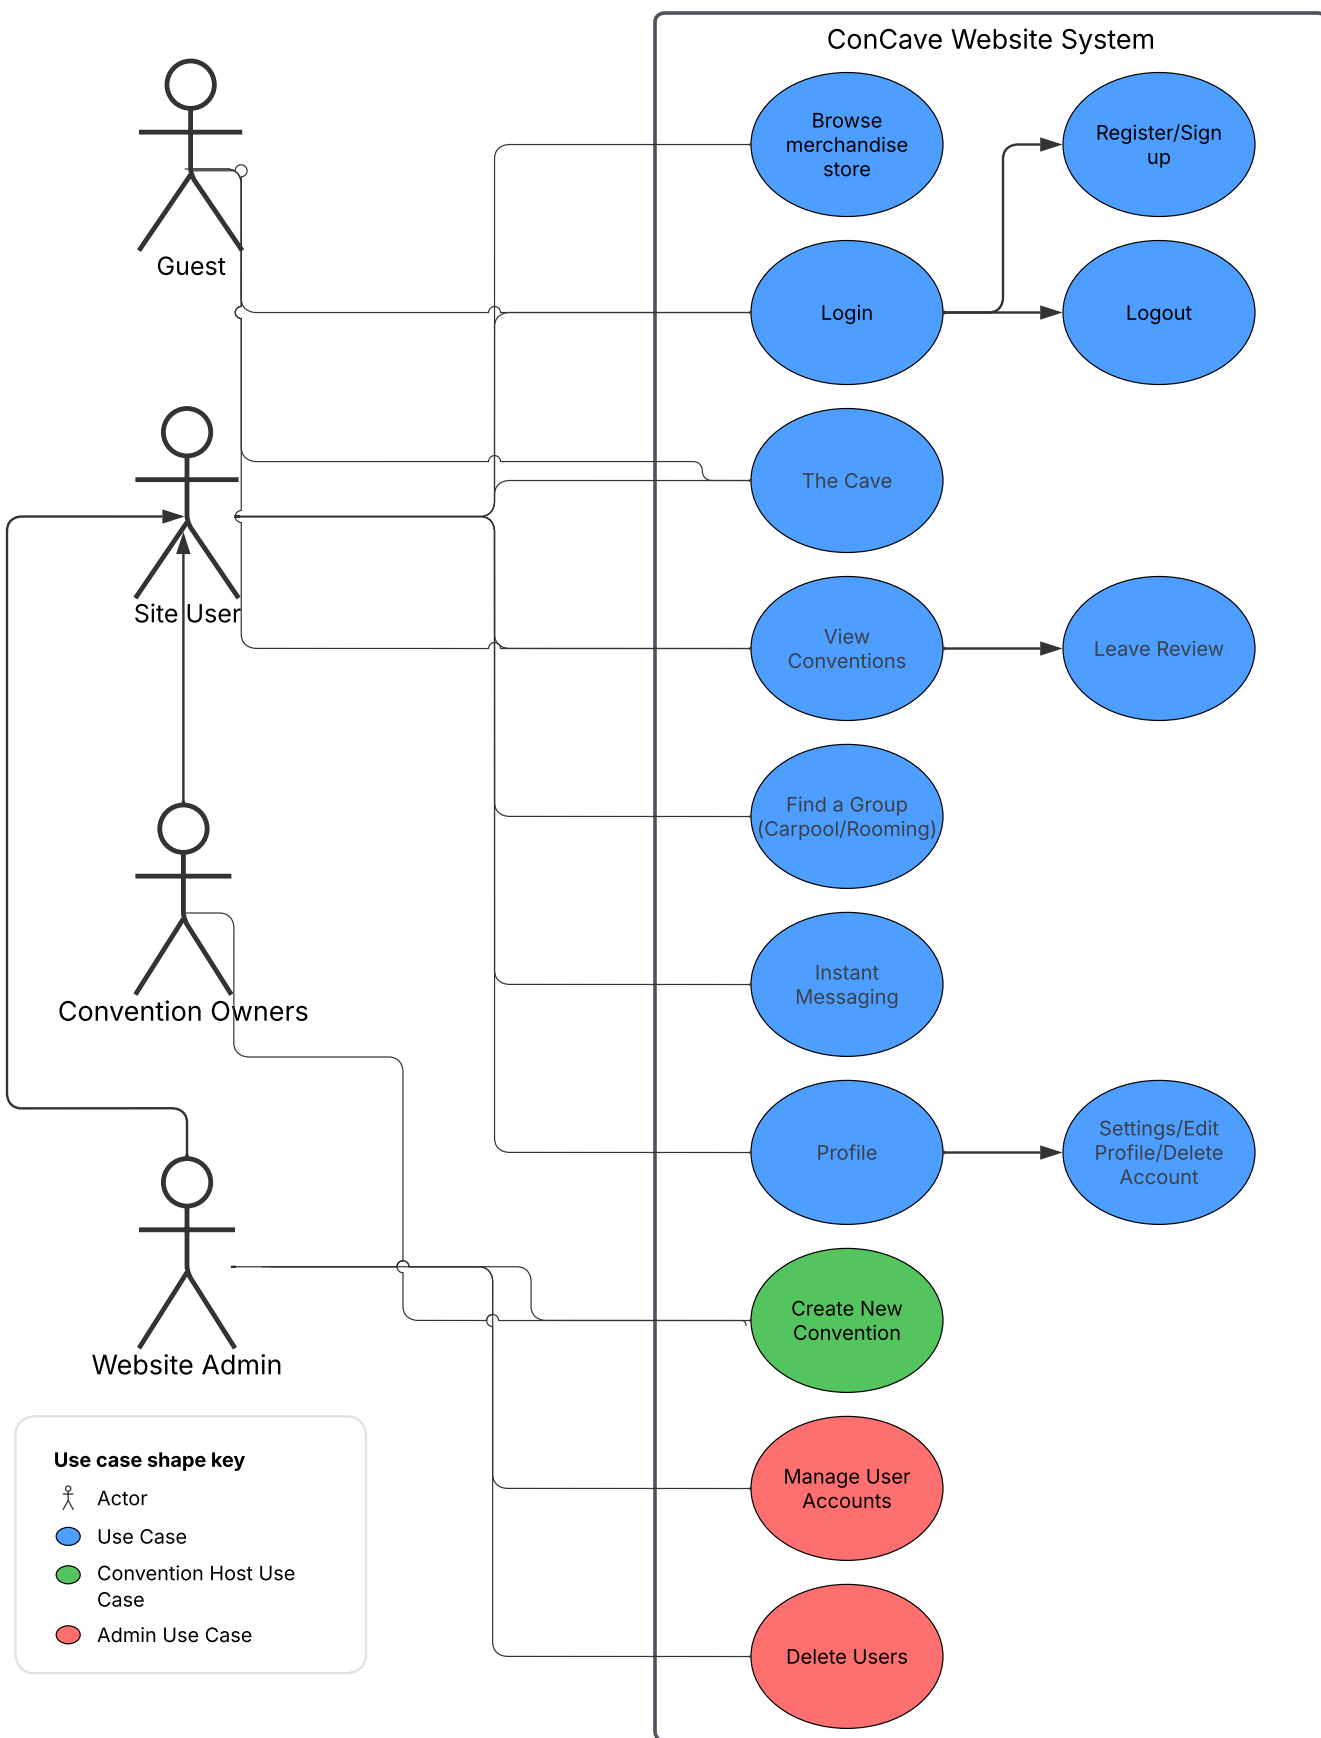 ConCave Website System
Browse
merchandise
store
Register/Sign
up
Guest
Login
Logout
The Cave
Site User
View
Conventions
Leave Review
Find a Group
(Carpool/Rooming)
Instant
Messaging
Convention Owners
Profile
Settings/Edit
Profile/Delete
Account
Create New
Convention
Website Admin
Manage User
Accounts
Delete Users
Use case shape key
Actor
Use Case
Convention Host Use
Case
Admin Use Case